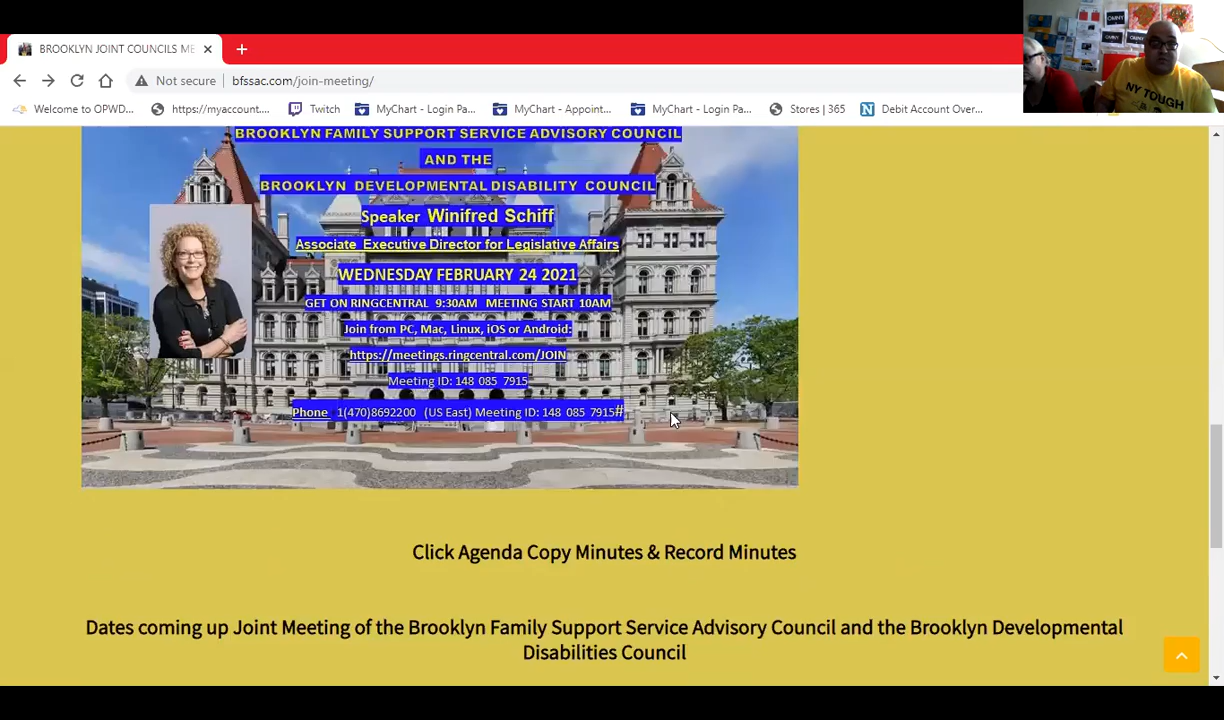 BROOKLYN JOINT COUNCILS ME
Not secure
bfssac.com/join-meeting/
Welcome to OPWD...
https://myaccount....
Twitch
MyChart - Login Pa...
MyChart - Appoint...
MyChart - Login Pa...
Stores | 365
Debit Account Over...
OMNY
OMNY
OMNY
NY TOUGH
BROOKLYN FAMILY SUPPORT SERVICE ADVISORY COUNCIL
AND THE
BROOKLYN DEVELOPMENTAL DISABILITY COUNCIL
Speaker Winifred Schiff
Associate Executive Director for Legislative Affairs
WEDNESDAY FEBRUARY 24 2021
GET ON RINGCENTRAL 9:30AM MEETING START 10AM
Join from PC, Mac, Linux, iOS or Android:
https://meetings.ringcentral.com/JOIN
Meeting ID: 148 085 7915
Phone 1(470)8692200 (US East) Meeting ID: 148 085 7915#
Click Agenda Copy Minutes & Record Minutes
Dates coming up Joint Meeting of the Brooklyn Family Support Service Advisory Council and the Brooklyn Developmental
Disabilities Council